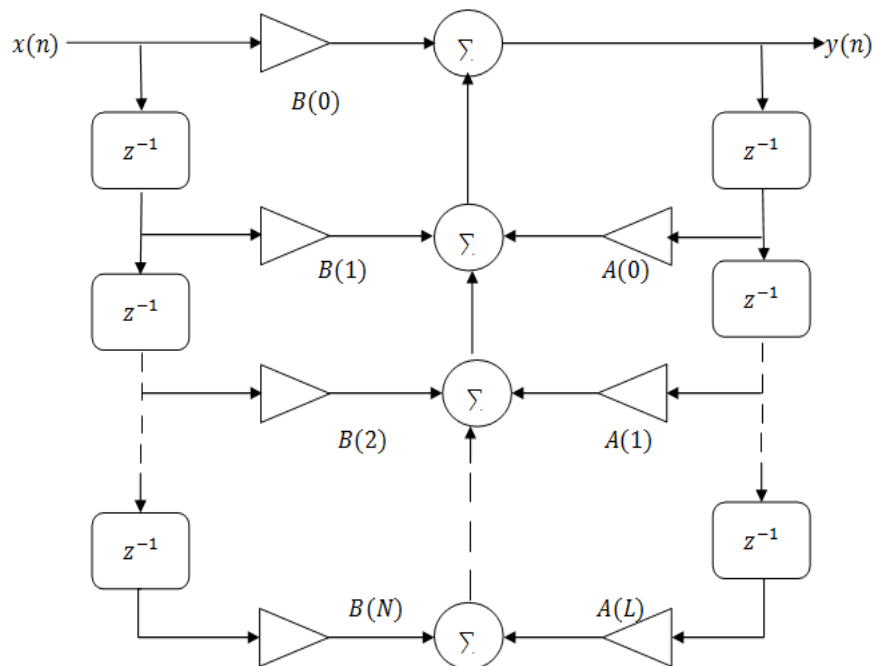 x(n) ∑ y(n)
B(0)
z⁻¹ z⁻¹
∑
B(1) A(0)
z⁻¹ z⁻¹
∑
B(2) A(1)
z⁻¹ z⁻¹
B(N) ∑ A(L)